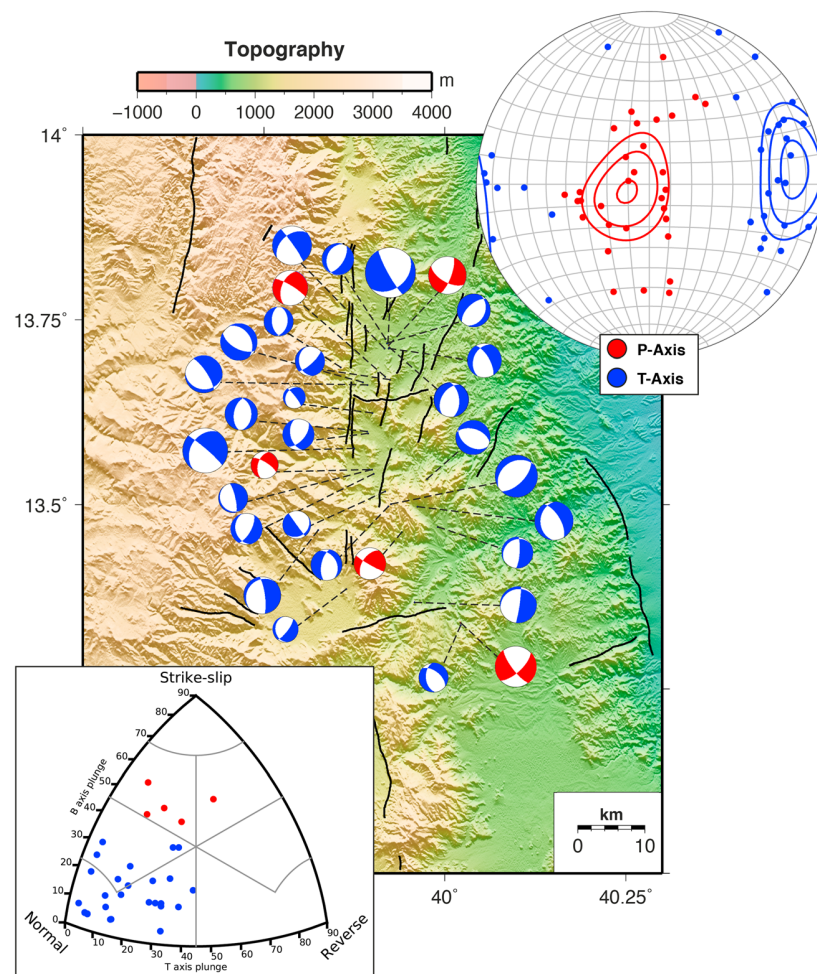 Topography
m
−1000 0 1000 2000 3000 4000
14°
13.75°
P-Axis
T-Axis
13.5°
Strike-slip
90
80
70
60
50
40
30
20
10
0
B axis plunge
km
0 10
Normal
0 10 20 30 40 50 60 70 80 90
Reverse
T axis plunge
40° 40.25°